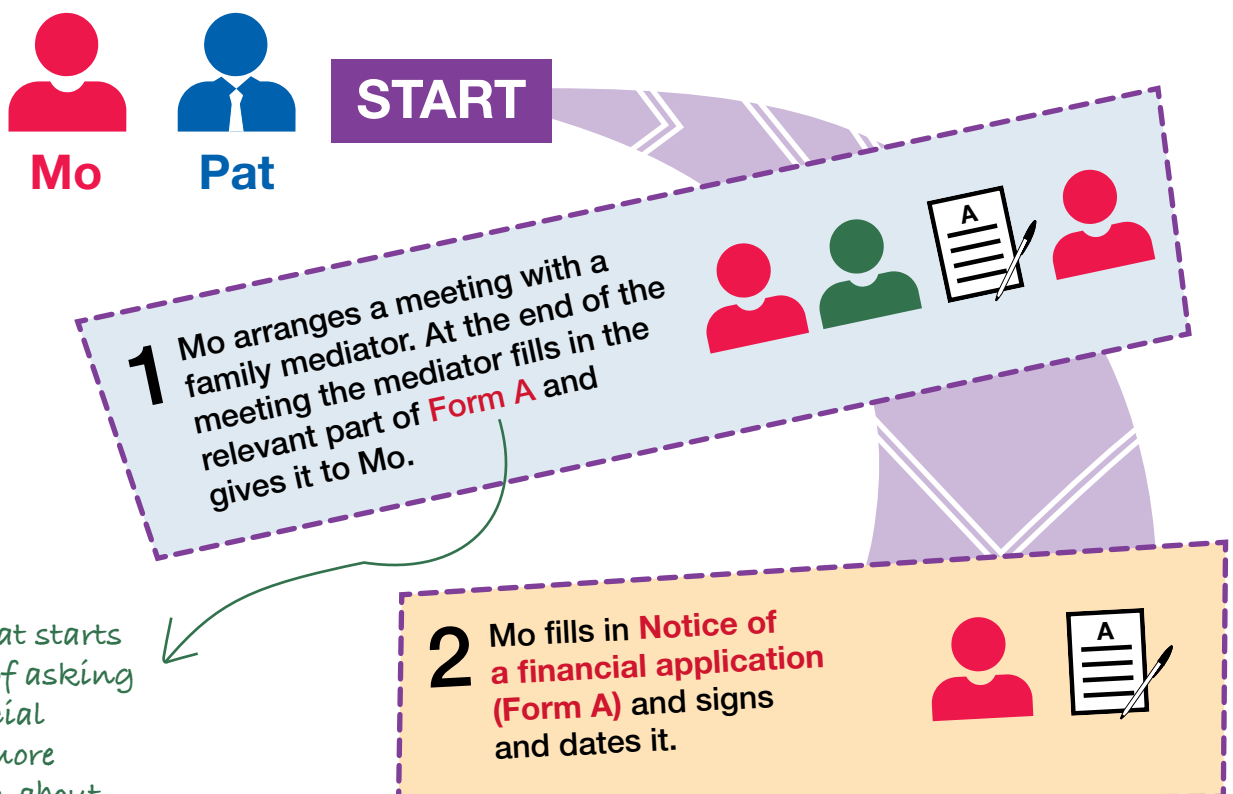 Mo
Pat
START
1
Mo arranges a meeting with a
family mediator. At the end of the
meeting the mediator fills in the
relevant part of Form A and
gives it to Mo.
A
at starts
f asking
cial
more
about
2
Mo fills in Notice of
a financial application
(Form A) and signs
and dates it.
A